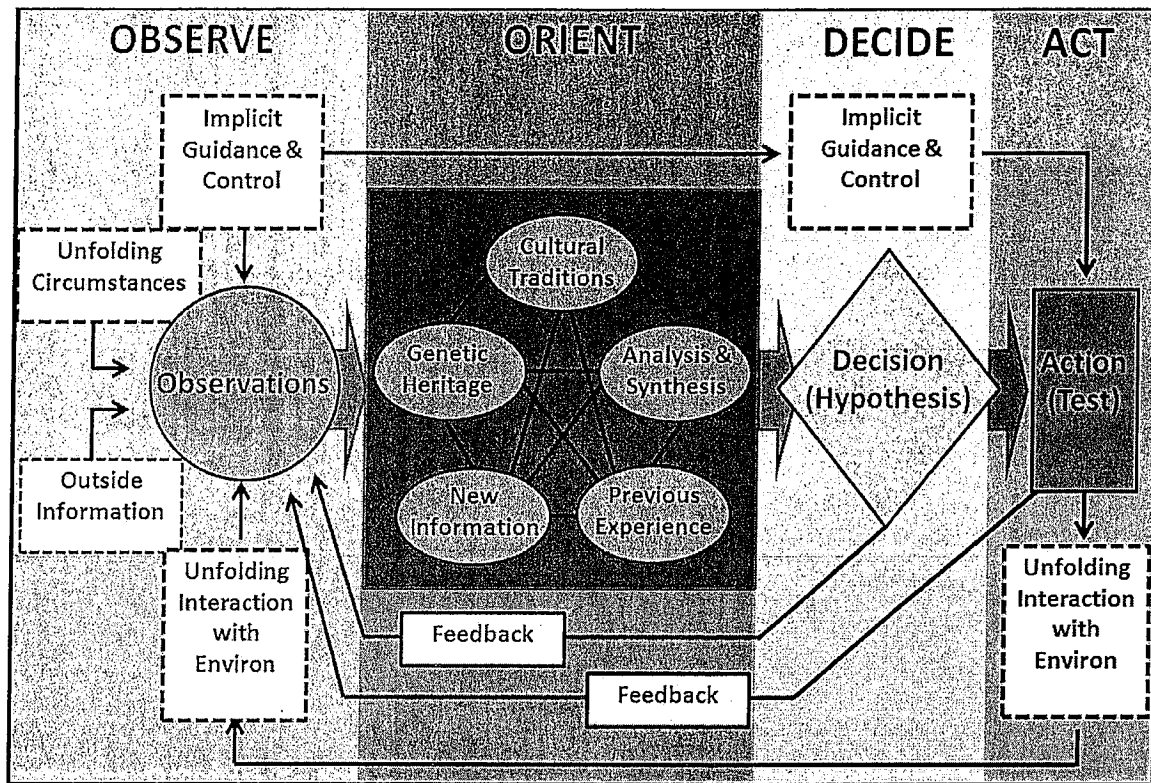 OBSERVE
ORIENT
DECIDE
ACT
Implicit
Guidance &
Control
Implicit
Guidance &
Control
Unfolding
Circumstances
Observations
Outside
Information
Unfolding
Interaction
with
Environ
Cultural
Traditions
Genetic
Heritage
Analysis &
Synthesis
New
Information
Previous
Experience
Decision
(Hypothesis)
Action
(Test)
Unfolding
Interaction
with
Environ
Feedback
Feedback